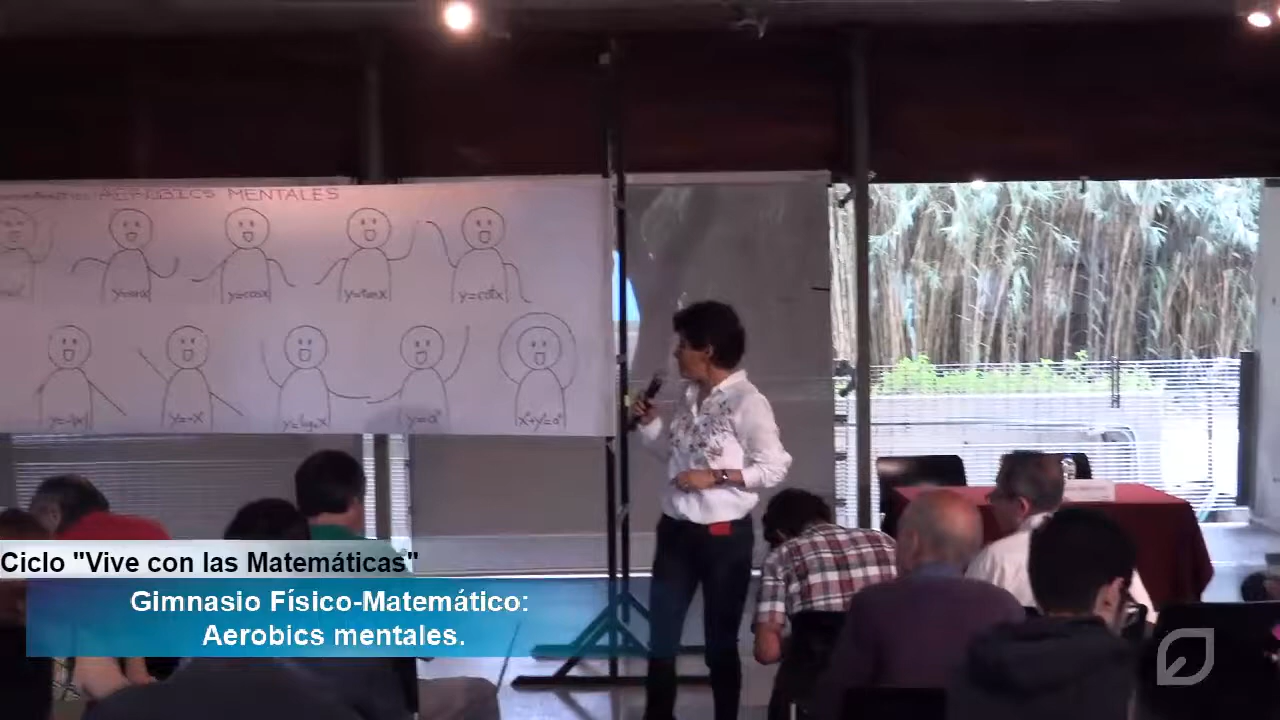 AEROBICS MENTALES
y=senx
y=cosx
y=tanx
y=cotx
y=-|x|
y=-x
y=logₐx
y=aˣ
x²+y²=a²
Ciclo "Vive con las Matemáticas"
Gimnasio Físico-Matemático:
Aerobics mentales.